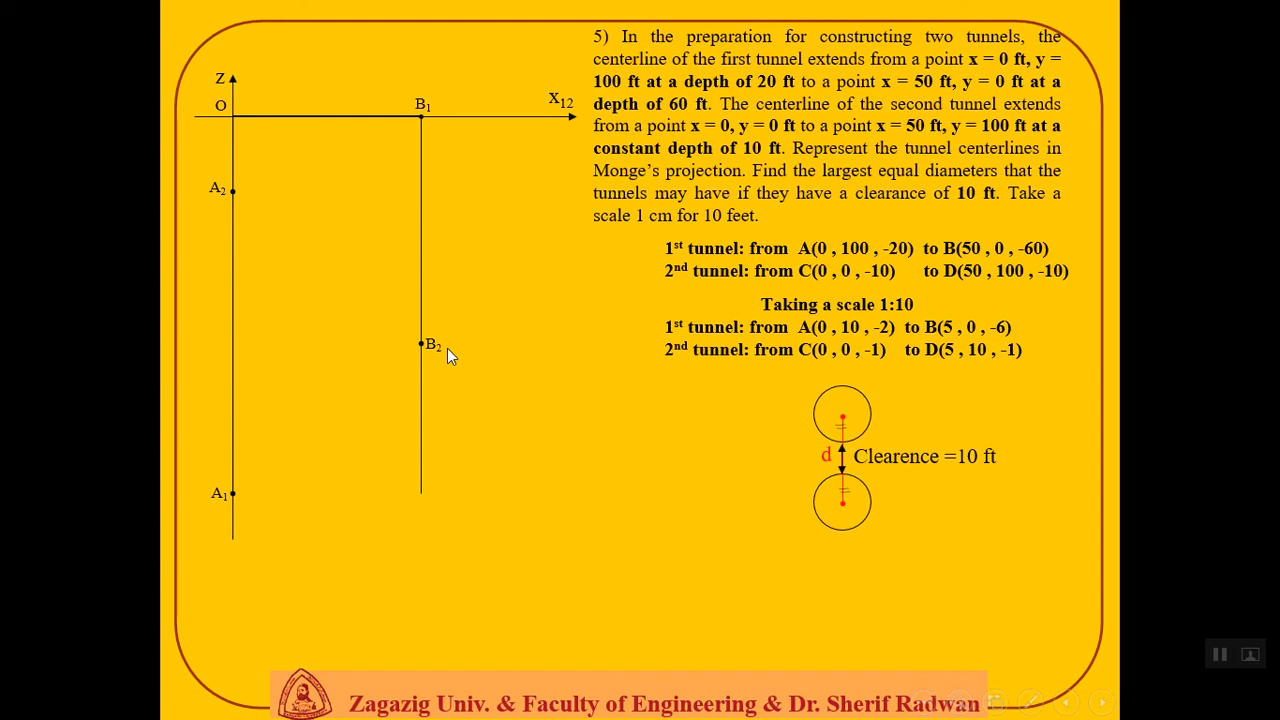 5) In the preparation for constructing two tunnels, the
centerline of the first tunnel extends from a point x = 0 ft, y =
100 ft at a depth of 20 ft to a point x = 50 ft, y = 0 ft at a
depth of 60 ft. The centerline of the second tunnel extends
from a point x = 0, y = 0 ft to a point x = 50 ft, y = 100 ft at a
constant depth of 10 ft. Represent the tunnel centerlines in
Monge’s projection. Find the largest equal diameters that the
tunnels may have if they have a clearance of 10 ft. Take a
scale 1 cm for 10 feet.
1st tunnel: from A(0 , 100 , -20) to B(50 , 0 , -60)
2nd tunnel: from C(0 , 0 , -10) to D(50 , 100 , -10)
Taking a scale 1:10
1st tunnel: from A(0 , 10 , -2) to B(5 , 0 , -6)
2nd tunnel: from C(0 , 0 , -1) to D(5 , 10 , -1)
Z
O
B1
X12
A2
B2
A1
d
Clearence =10 ft
Zagazig Univ. & Faculty of Engineering & Dr. Sherif Radwan